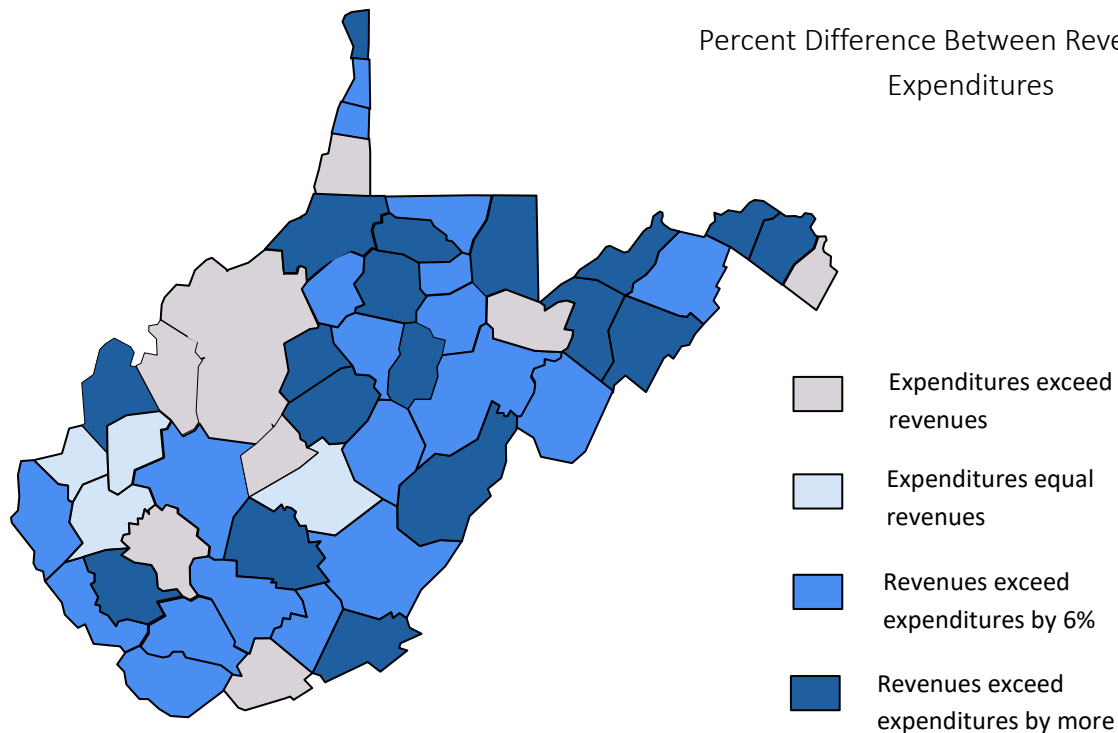 Percent Difference Between Reve
Expenditures
Expenditures exceed
revenues
Expenditures equal
revenues
Revenues exceed
expenditures by 6%
Revenues exceed
expenditures by more